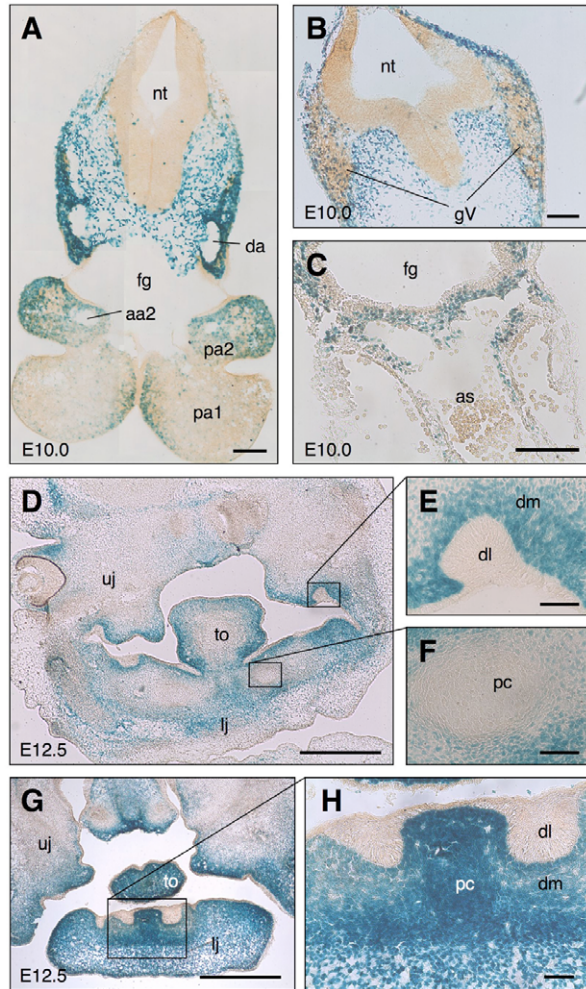 A
nt
da
fg
aa2
pa2
pa1
E10.0
B
nt
gV
E10.0
C
fg
as
E10.0
D
uj
to
lj
E12.5
E
dm
dl
F
pc
G
uj
to
lj
E12.5
H
dl
pc
dm